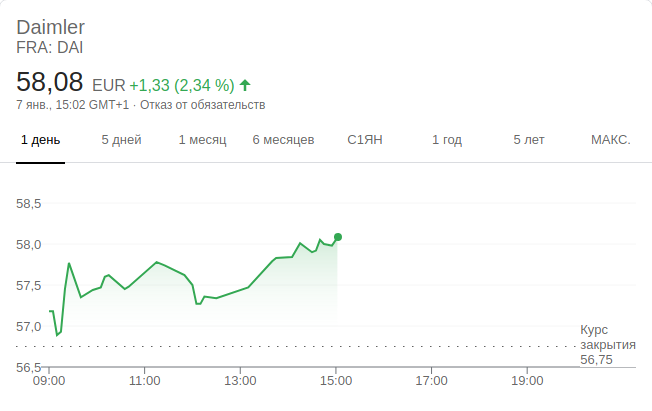 Daimler
FRA: DAI
58,08 EUR +1,33 (2,34 %)
7 янв., 15:02 GMT+1 · Отказ от обязательств
1 день 5 дней 1 месяц 6 месяцев С1ЯН 1 год 5 лет МАКС.
58,5
58,0
57,5
57,0
Курс
закрытия
56,75
56,5
09:00 11:00 13:00 15:00 17:00 19:00